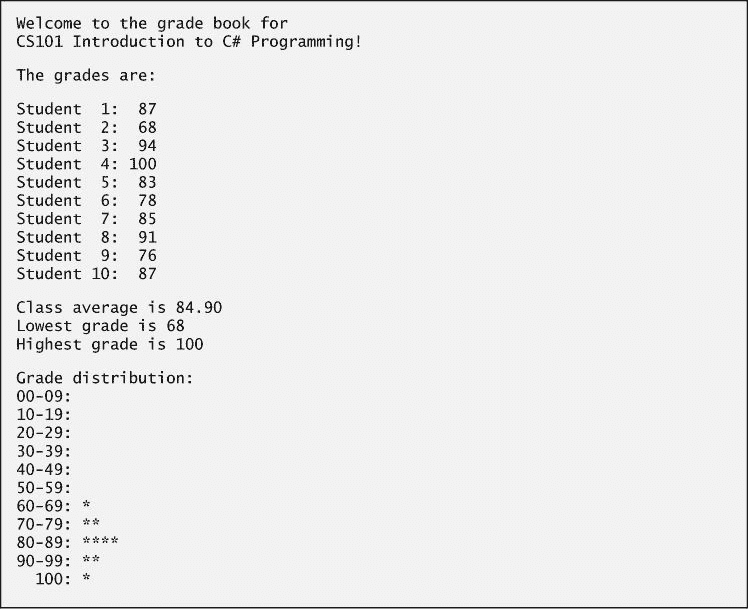 Welcome to the grade book for
CS101 Introduction to C# Programming!
The grades are:
Student  1:  87
Student  2:  68
Student  3:  94
Student  4: 100
Student  5:  83
Student  6:  78
Student  7:  85
Student  8:  91
Student  9:  76
Student 10:  87
Class average is 84.90
Lowest grade is 68
Highest grade is 100
Grade distribution:
00-09:
10-19:
20-29:
30-39:
40-49:
50-59:
60-69: *
70-79: **
80-89: ****
90-99: **
  100: *